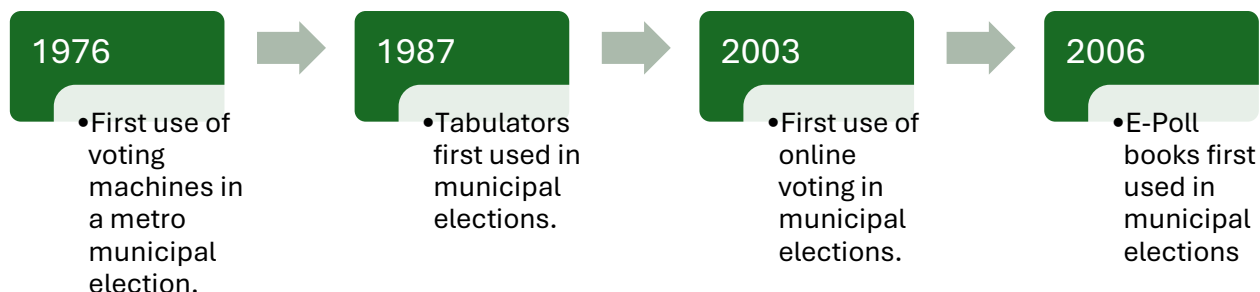 1976
•First use of
voting
machines in
a metro
municipal
election.
1987
•Tabulators
first used in
municipal
elections.
2003
•First use of
online
voting in
municipal
elections.
2006
•E-Poll
books first
used in
municipal
elections